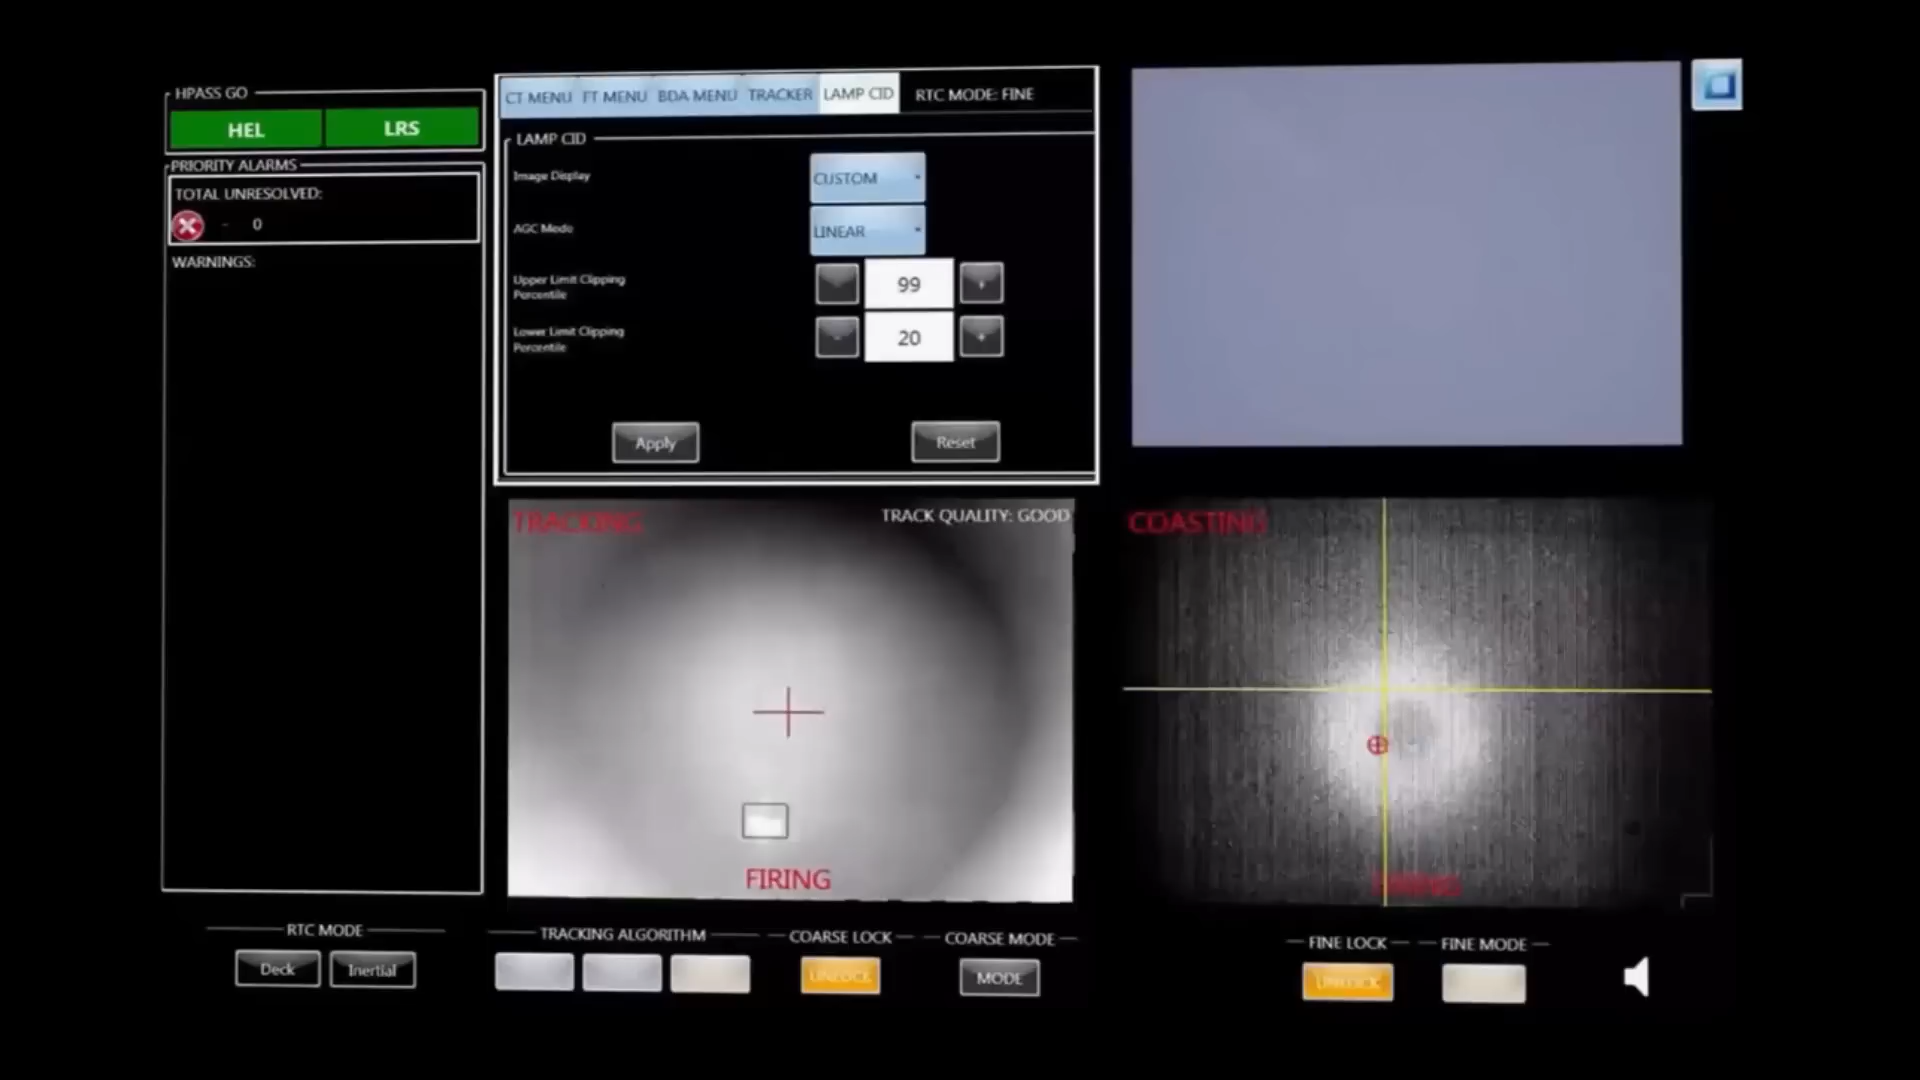 HPASS GO
HEL
LRS
PRIORITY ALARMS
TOTAL UNRESOLVED:
- 0
WARNINGS:
CT MENU
FT MENU
BDA MENU
TRACKER
LAMP CID
RTC MODE: FINE
LAMP CID
Image Display
CUSTOM
AGC Mode
LINEAR
Upper Limit Clipping
Percentile
99
+
Lower Limit Clipping
Percentile
-
20
+
Apply
Reset
TRACKING
TRACK QUALITY: GOOD
FIRING
COASTING
FIRING
RTC MODE
Deck
Inertial
TRACKING ALGORITHM
COARSE LOCK
UNLOCK
COARSE MODE
MODE
FINE LOCK
UNLOCK
FINE MODE